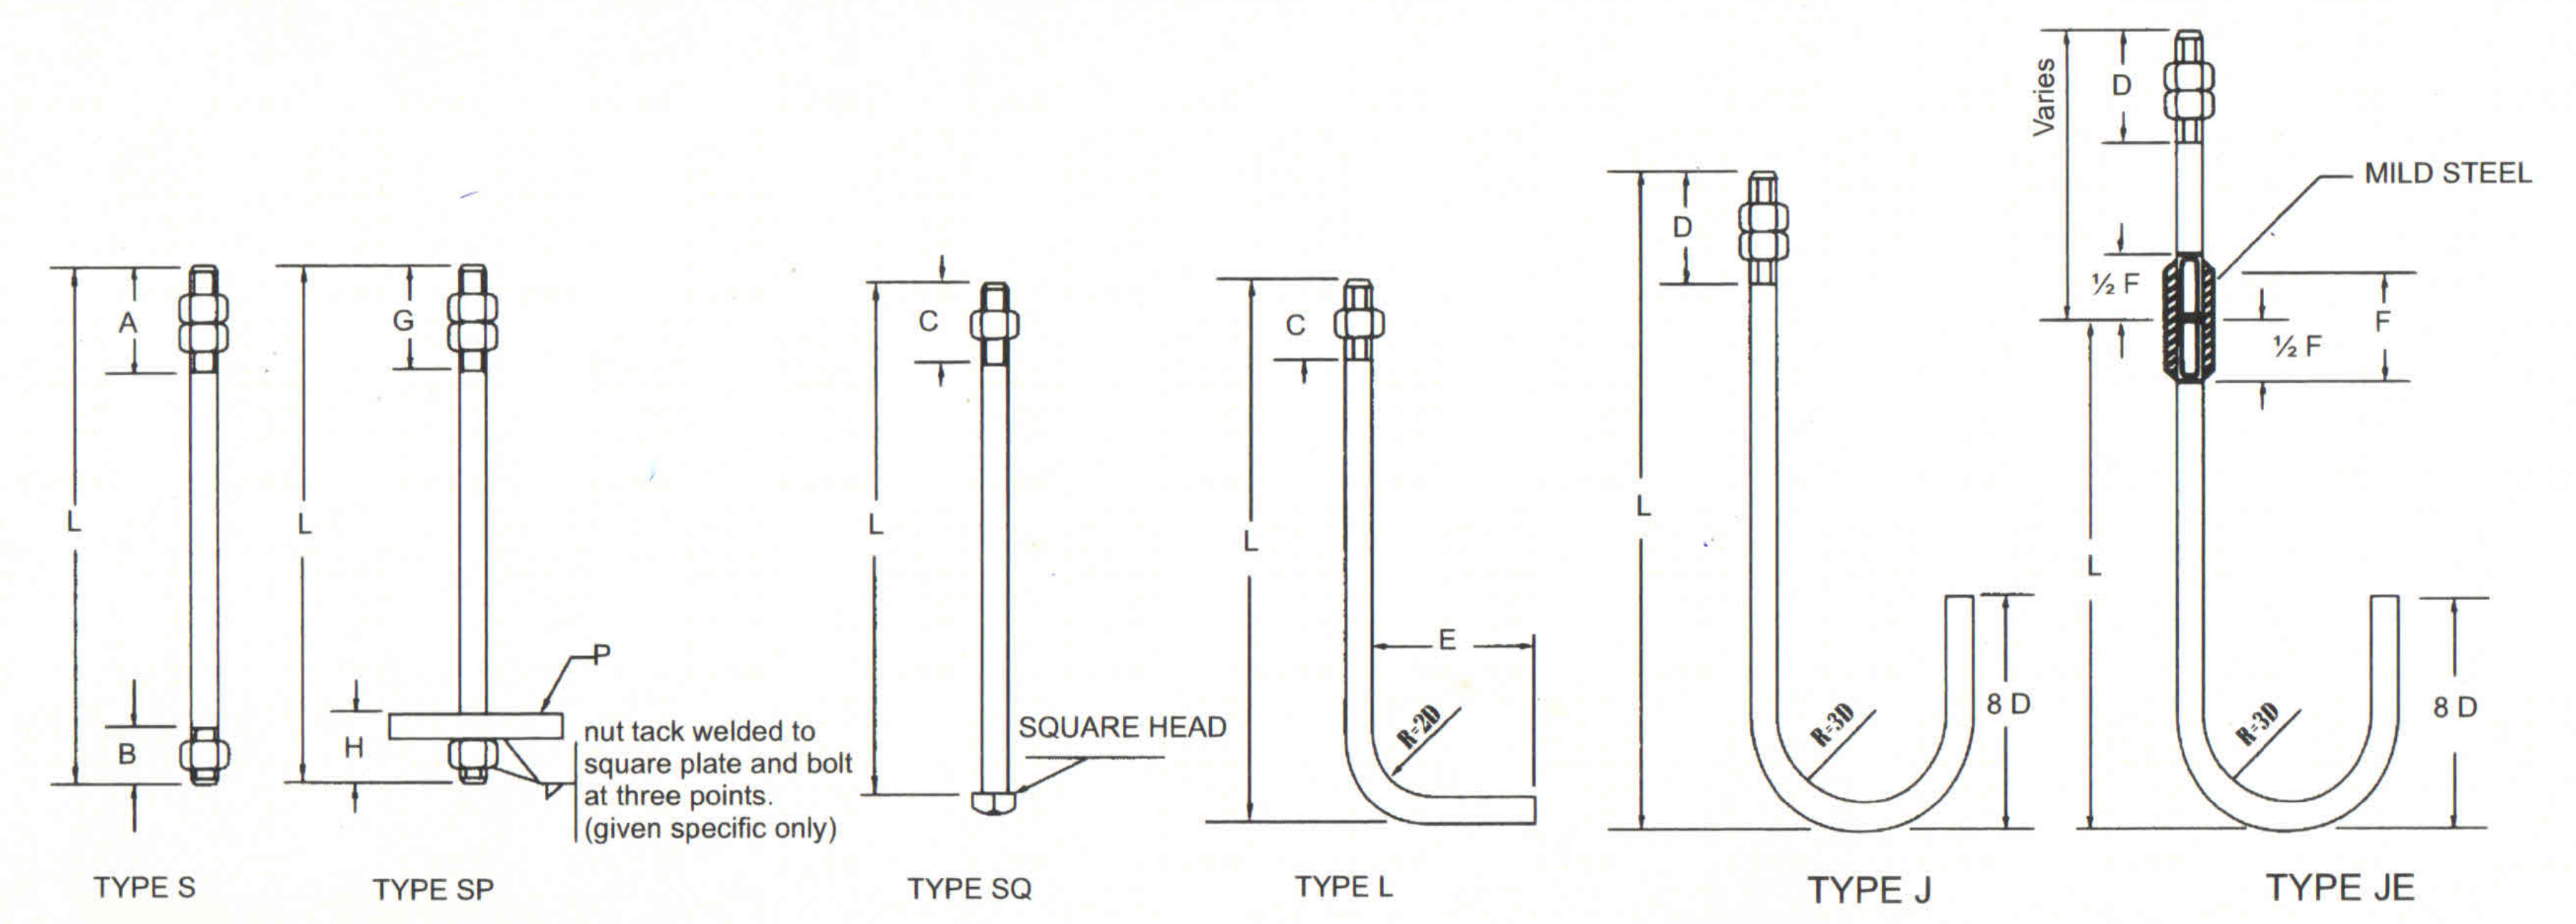 A
L
B
TYPE S
G
L
P
H
nut tack welded to
square plate and bolt
at three points.
(given specific only)
TYPE SP
C
L
SQUARE HEAD
TYPE SQ
C
L
E
R=2D
TYPE L
D
L
R=3D
8 D
TYPE J
Varies
D
MILD STEEL
½ F
F
½ F
L
R=3D
8 D
TYPE JE